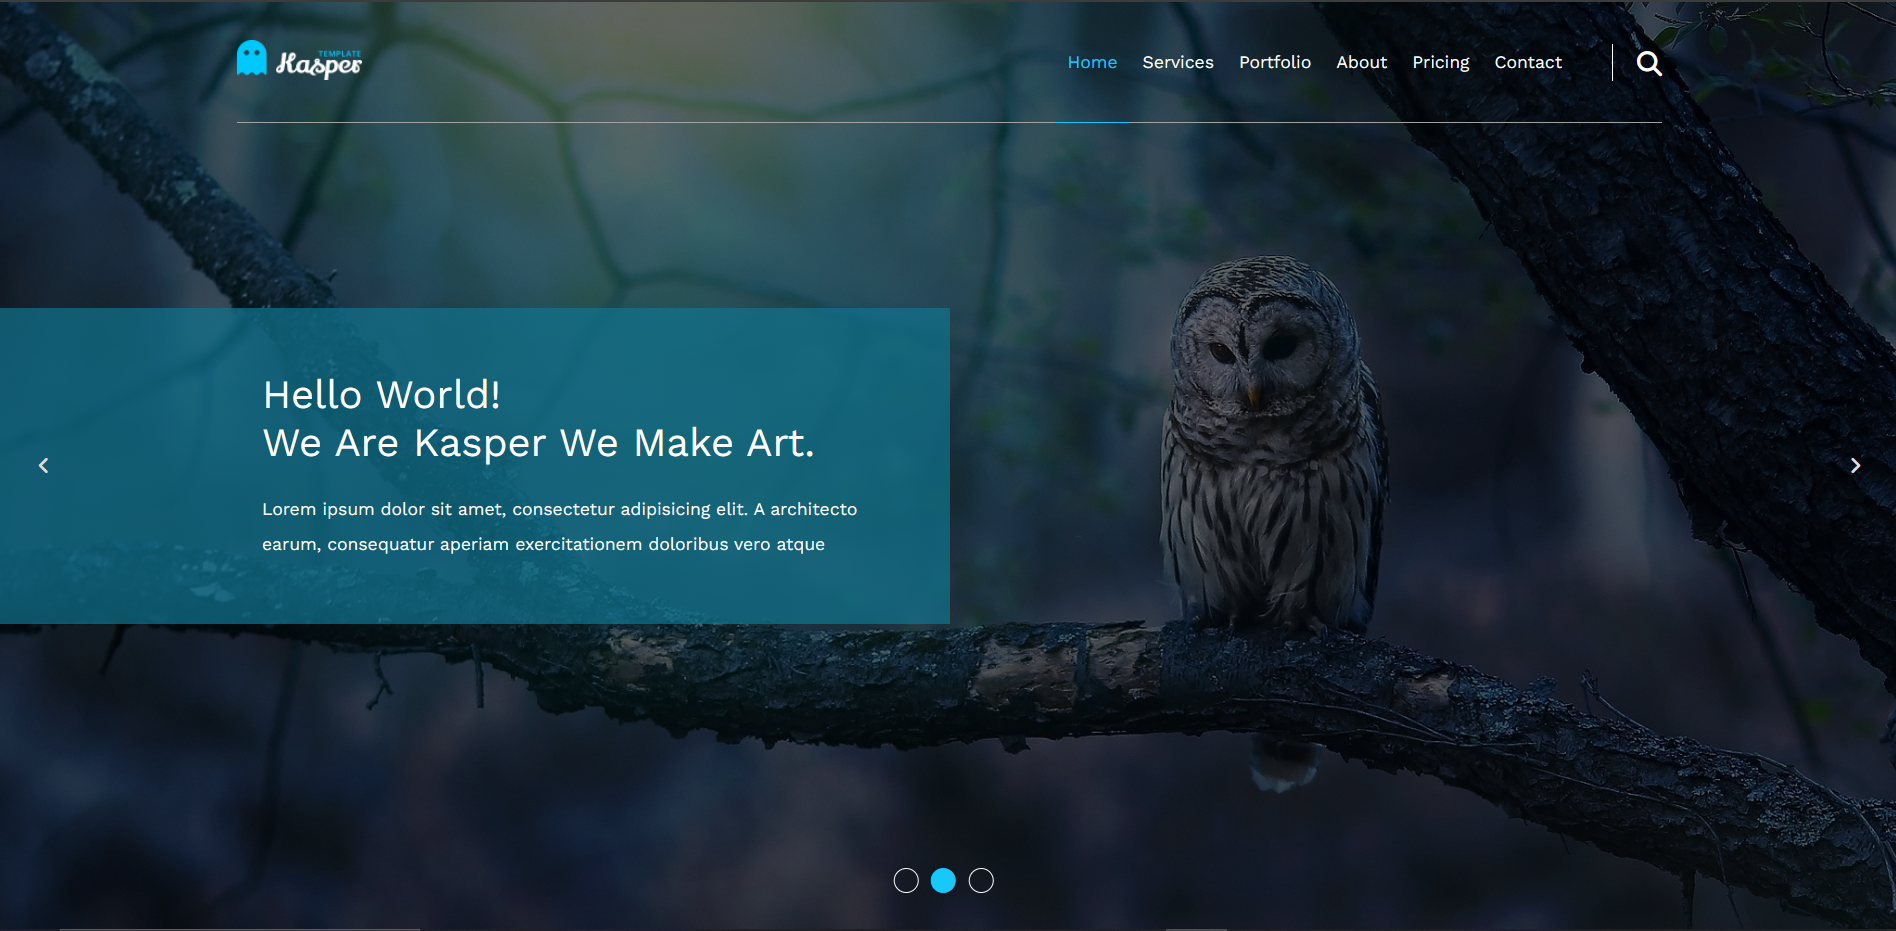 TEMPLATE
Kasper
Home Services Portfolio About Pricing Contact
Hello World!
We Are Kasper We Make Art.
Lorem ipsum dolor sit amet, consectetur adipisicing elit. A architecto
earum, consequatur aperiam exercitationem doloribus vero atque